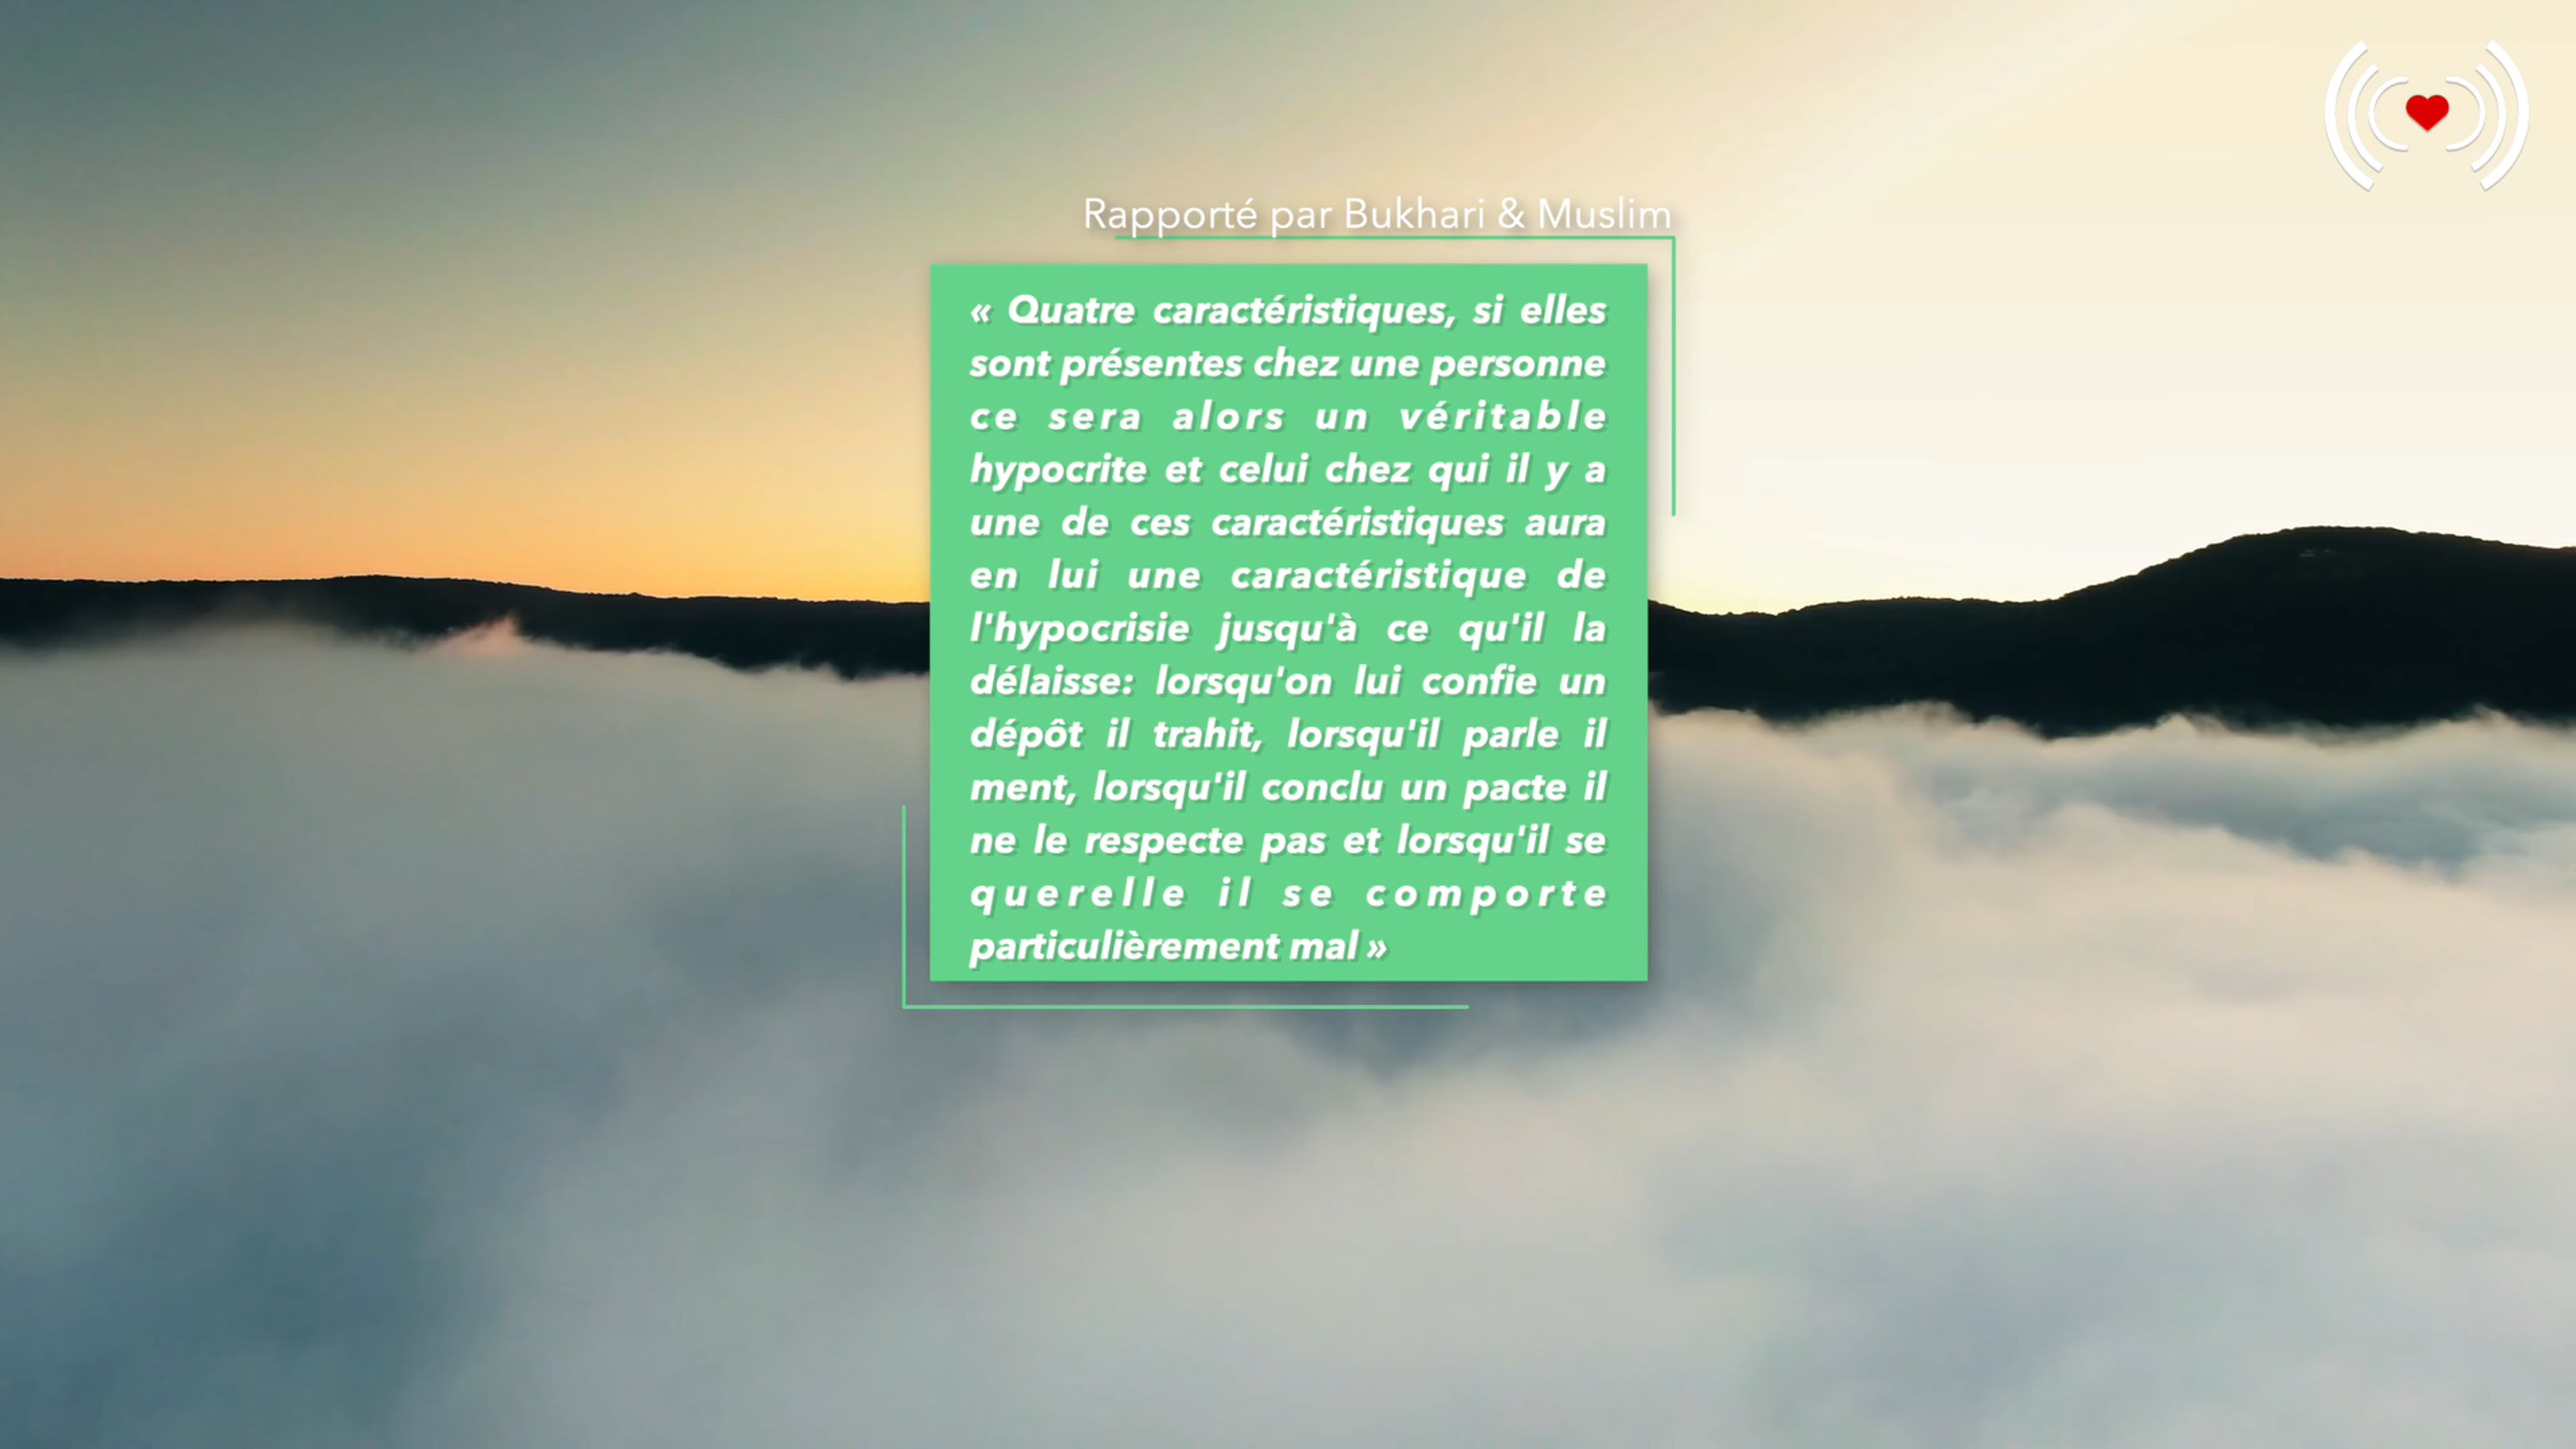 Rapporté par Bukhari & Muslim
« Quatre caractéristiques, si elles
sont présentes chez une personne
ce sera alors un véritable
hypocrite et celui chez qui il y a
une de ces caractéristiques aura
en lui une caractéristique de
l'hypocrisie jusqu'à ce qu'il la
délaisse: lorsqu'on lui confie un
dépôt il trahit, lorsqu'il parle il
ment, lorsqu'il conclu un pacte il
ne le respecte pas et lorsqu'il se
querelle il se comporte
particulièrement mal »